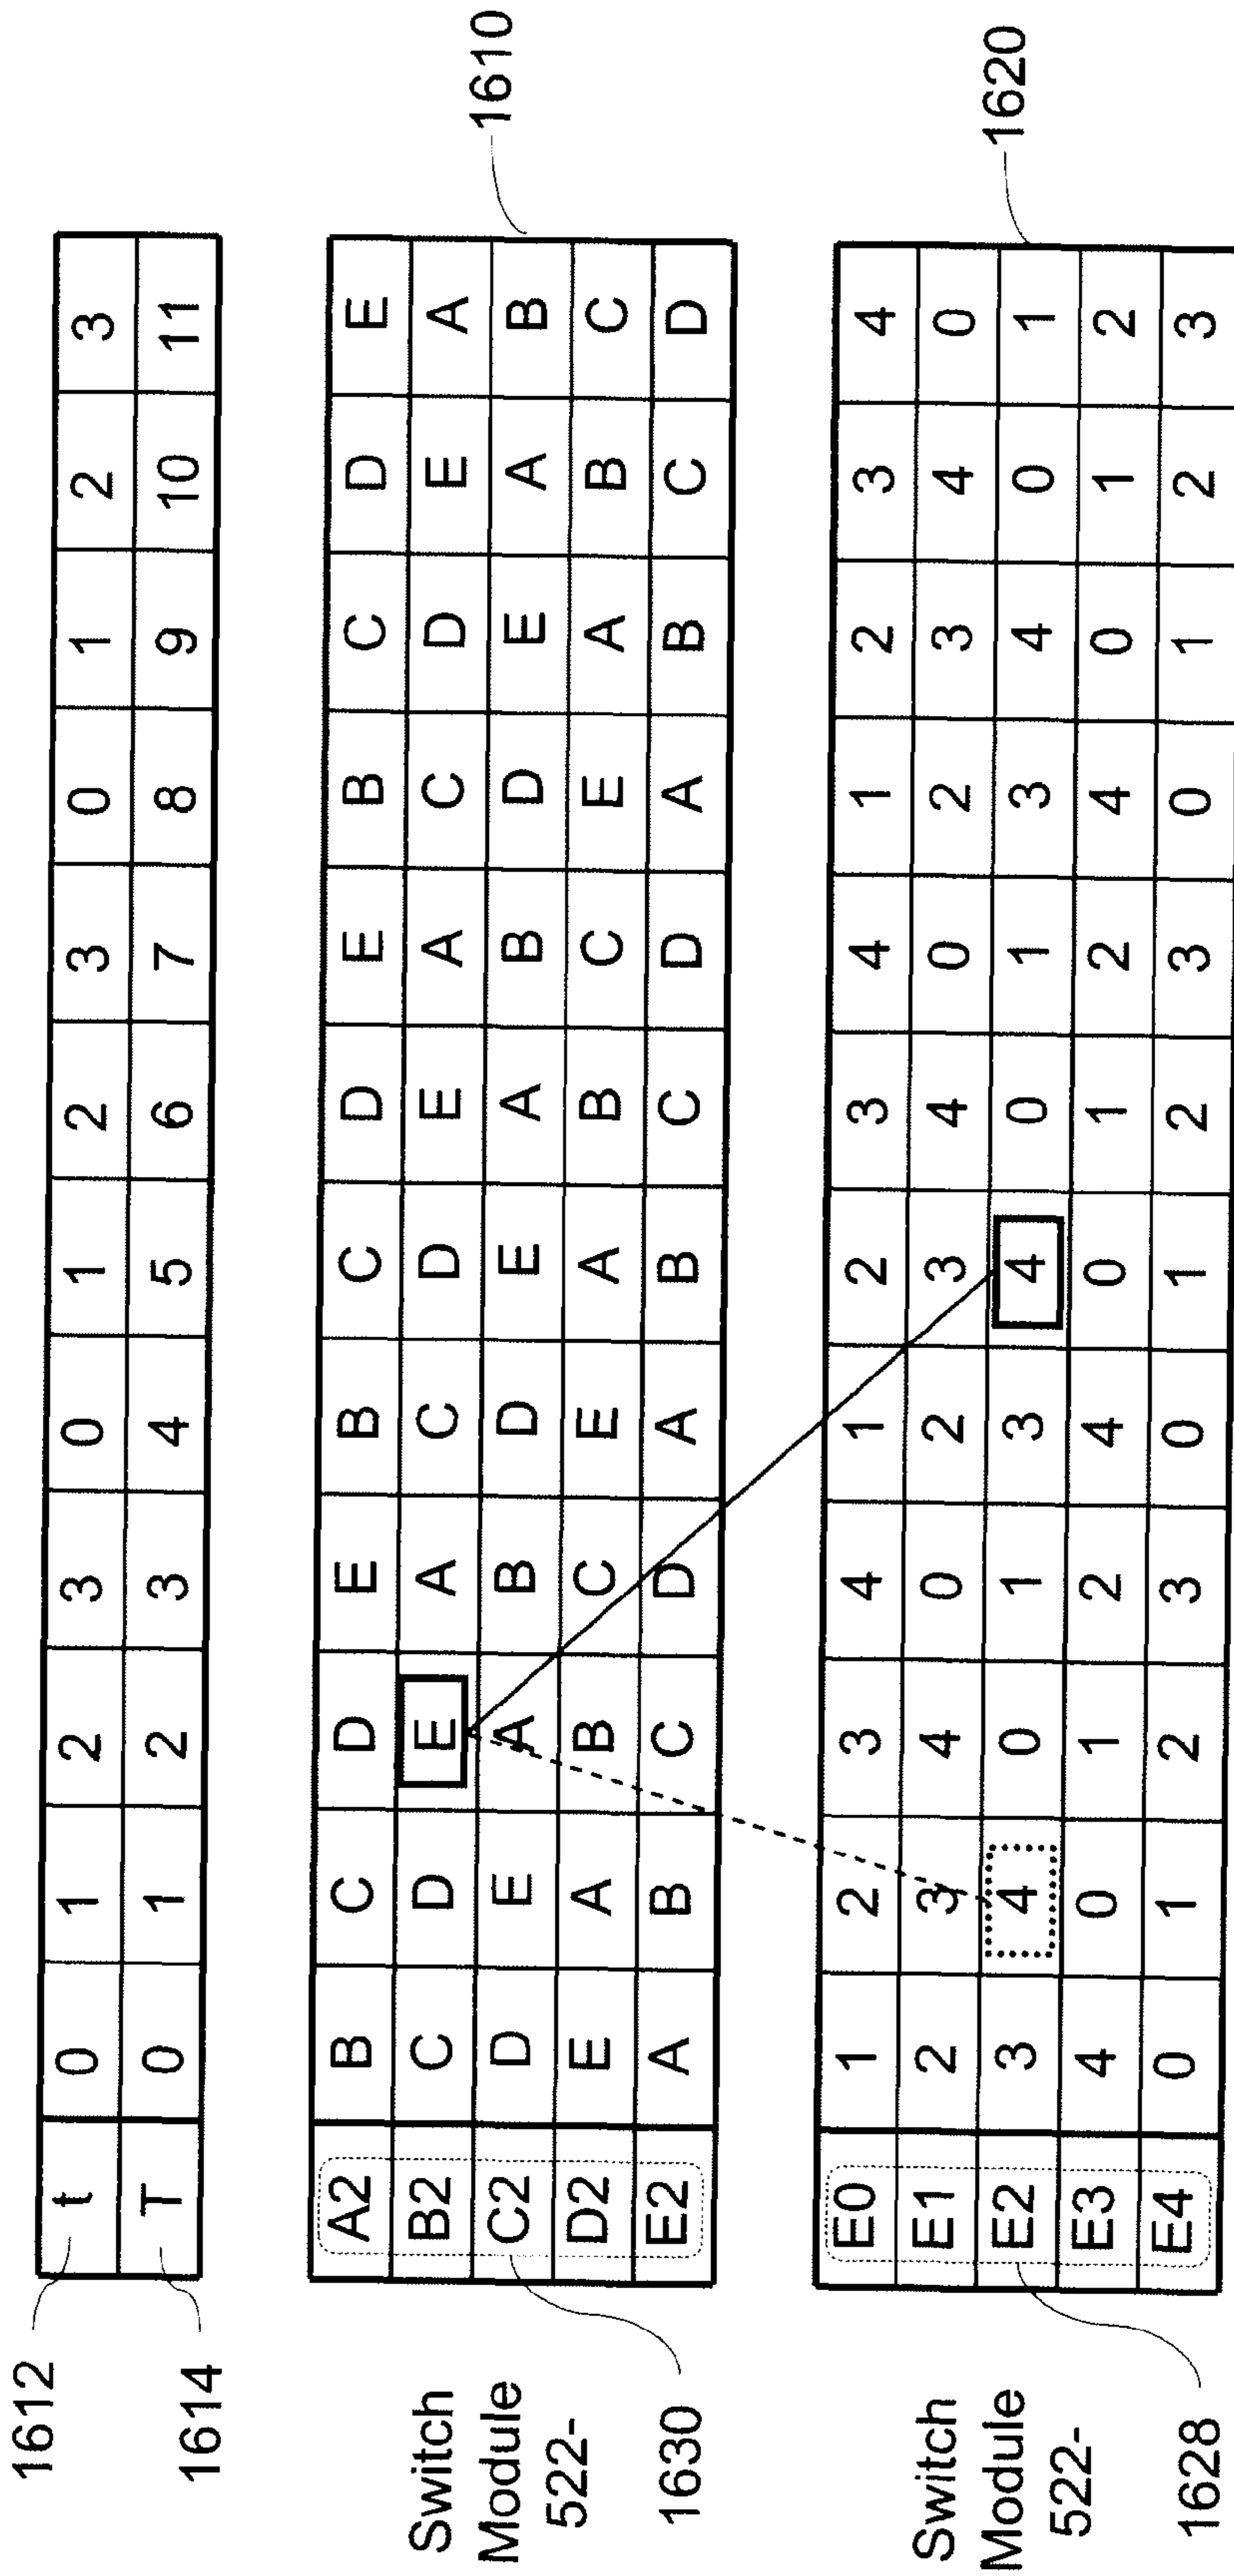 1612
1614
t 0 1 2 3 0 1 2 3 0 1 2 3
T 0 1 2 3 4 5 6 7 8 9 10 11
1610
A2 B C D E B C D E B C D E
B2 C D E A C D E A C D E A
C2 D E A B D E A B D E A B
D2 E A B C E A B C E A B C
E2 A B C D A B C D A B C D
Switch
Module
522-
1630
1620
E0 1 2 3 4 1 2 3 4 1 2 3 4
E1 2 3 4 0 2 3 4 0 2 3 4 0
E2 3 4 0 1 3 4 0 1 3 4 0 1
E3 4 0 1 2 4 0 1 2 4 0 1 2
E4 0 1 2 3 0 1 2 3 0 1 2 3
Switch
Module
522-
1628